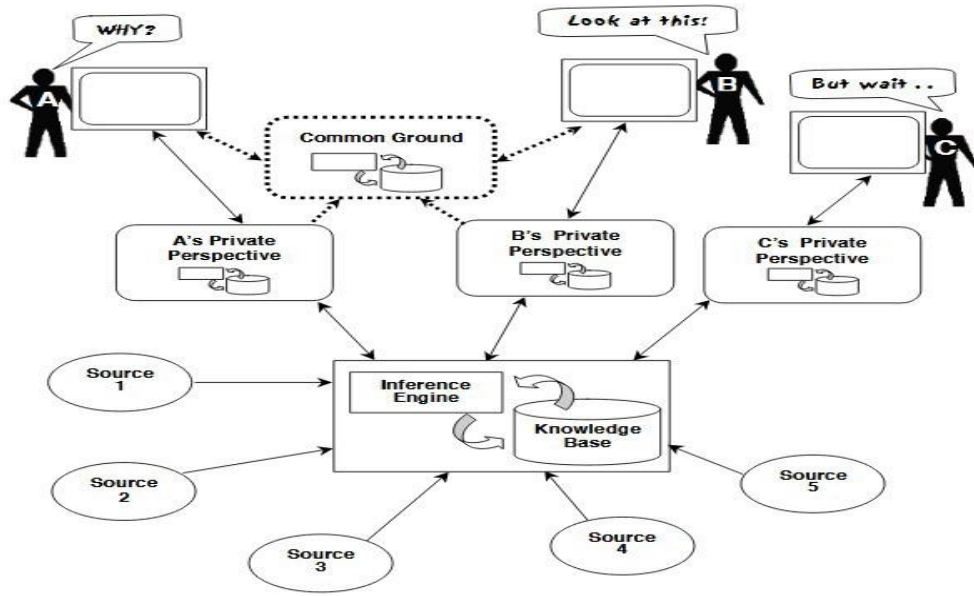 WHY?
Look at this!
But wait ..
A
B
C
Common Ground
A's Private
Perspective
B's Private
Perspective
C's Private
Perspective
Source
1
Inference
Engine
Knowledge
Base
Source
2
Source
3
Source
4
Source
5